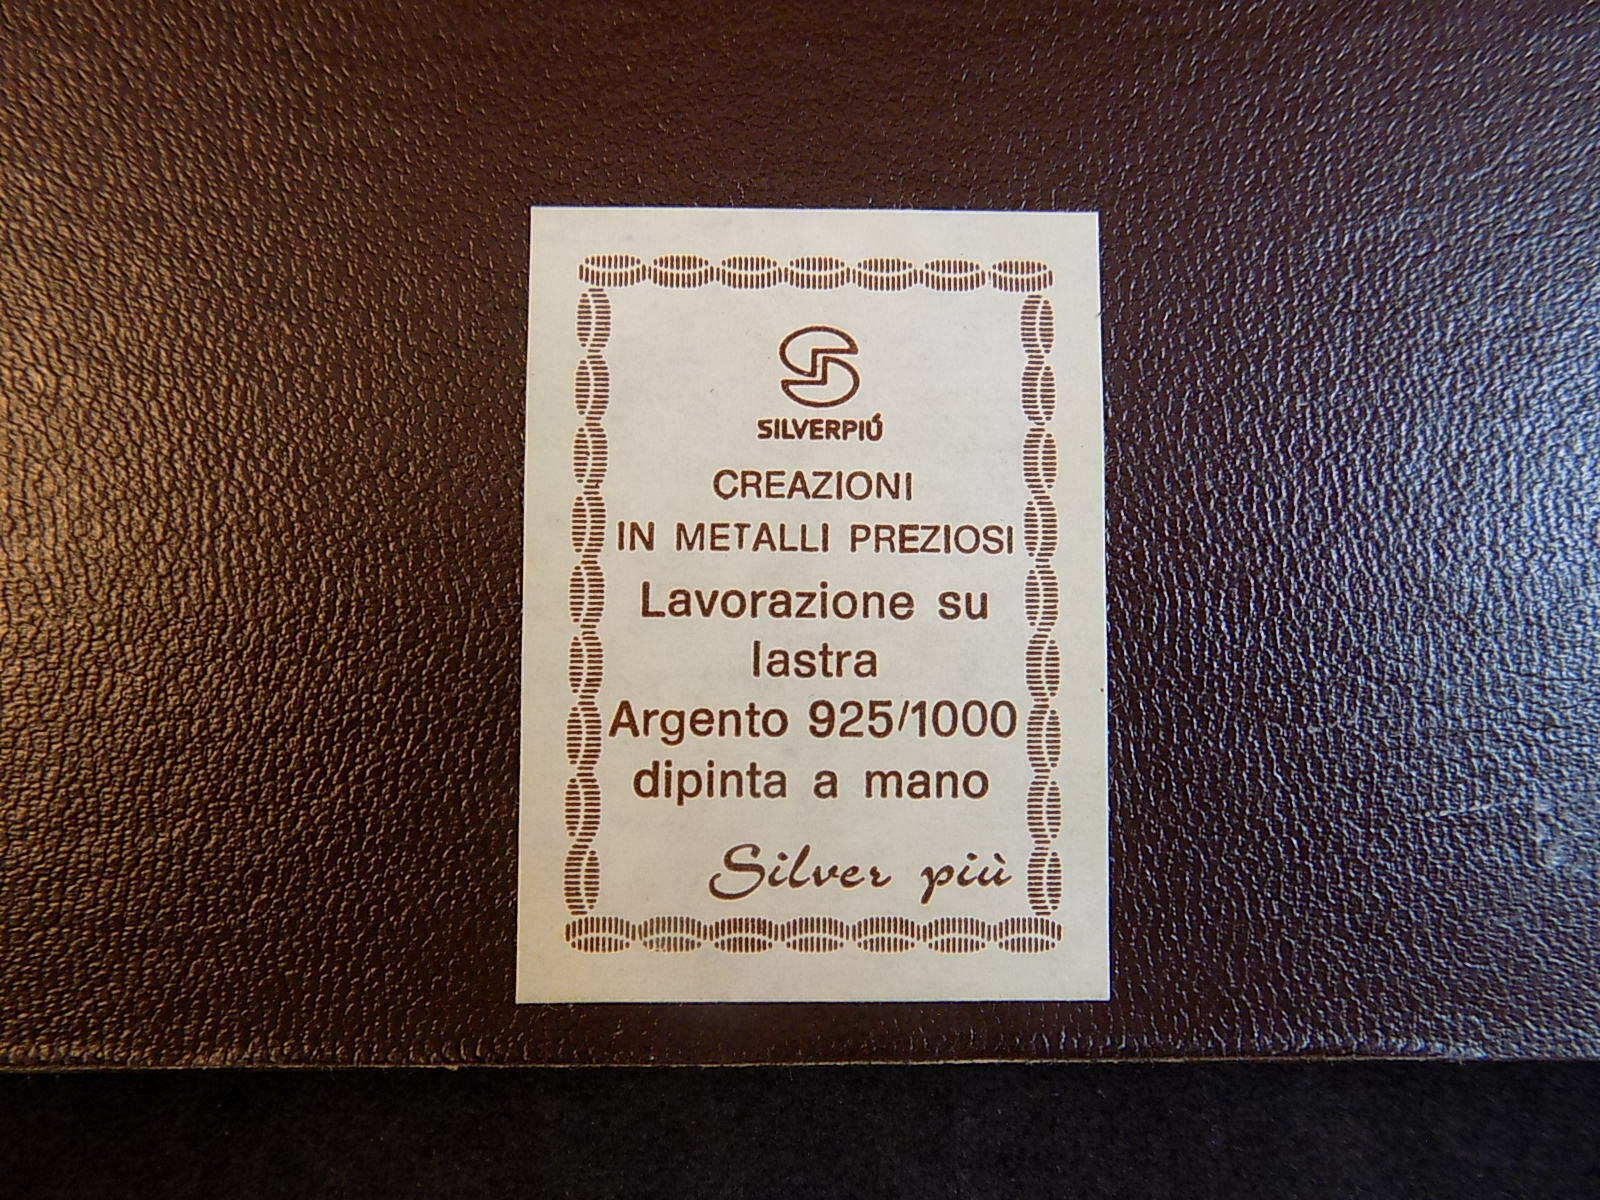 SILVERPIÚ
CREAZIONI
IN METALLI PREZIOSI
Lavorazione su
lastra
Argento 925/1000
dipinta a mano
Silver più